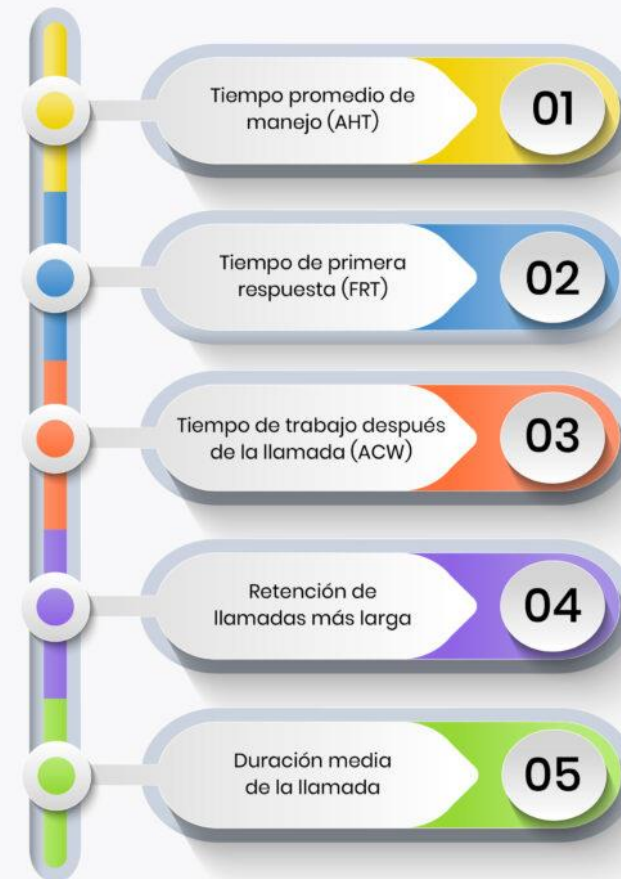 Tiempo promedio de
manejo (AHT)
01
Tiempo de primera
respuesta (FRT)
02
Tiempo de trabajo después
de la llamada (ACW)
03
Retención de
llamadas más larga
04
Duración media
de la llamada
05